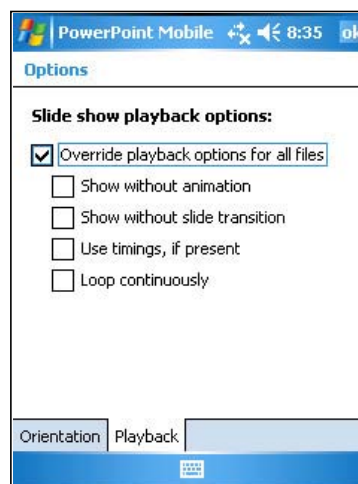 PowerPoint Mobile 8:35 ok
Options
Slide show playback options:
Override playback options for all files
Show without animation
Show without slide transition
Use timings, if present
Loop continuously
Orientation Playback